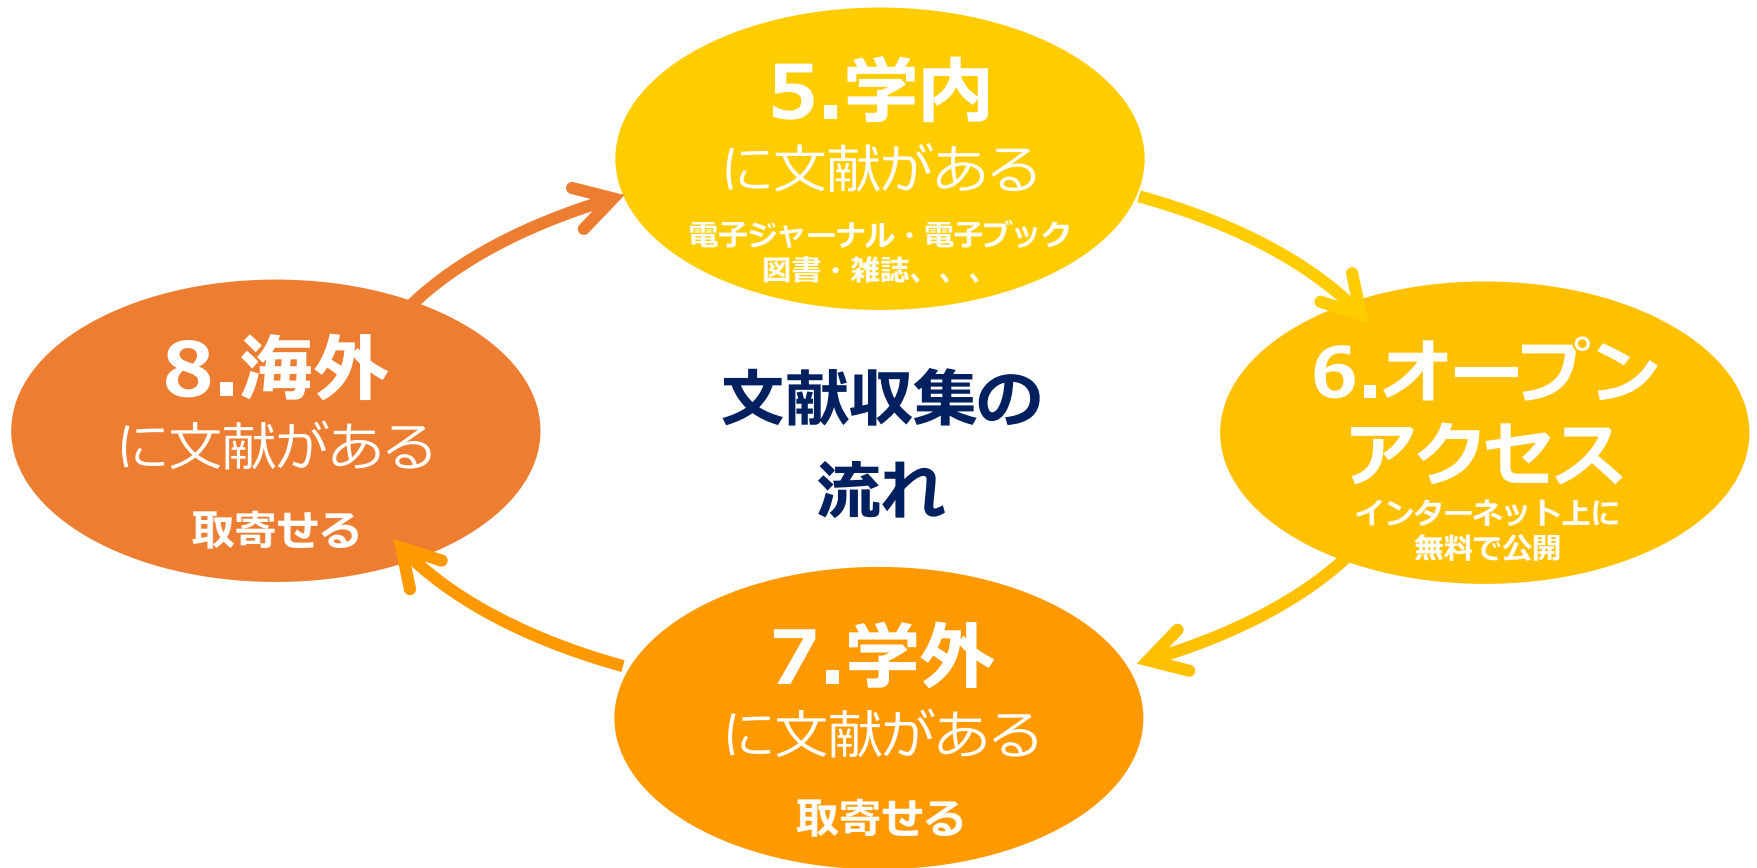 5.学内
に文献がある
電子ジャーナル・電子ブック
図書・雑誌、、、
6.オープン
アクセス
インターネット上に
無料で公開
7.学外
に文献がある
取寄せる
8.海外
に文献がある
取寄せる
文献収集の
流れ